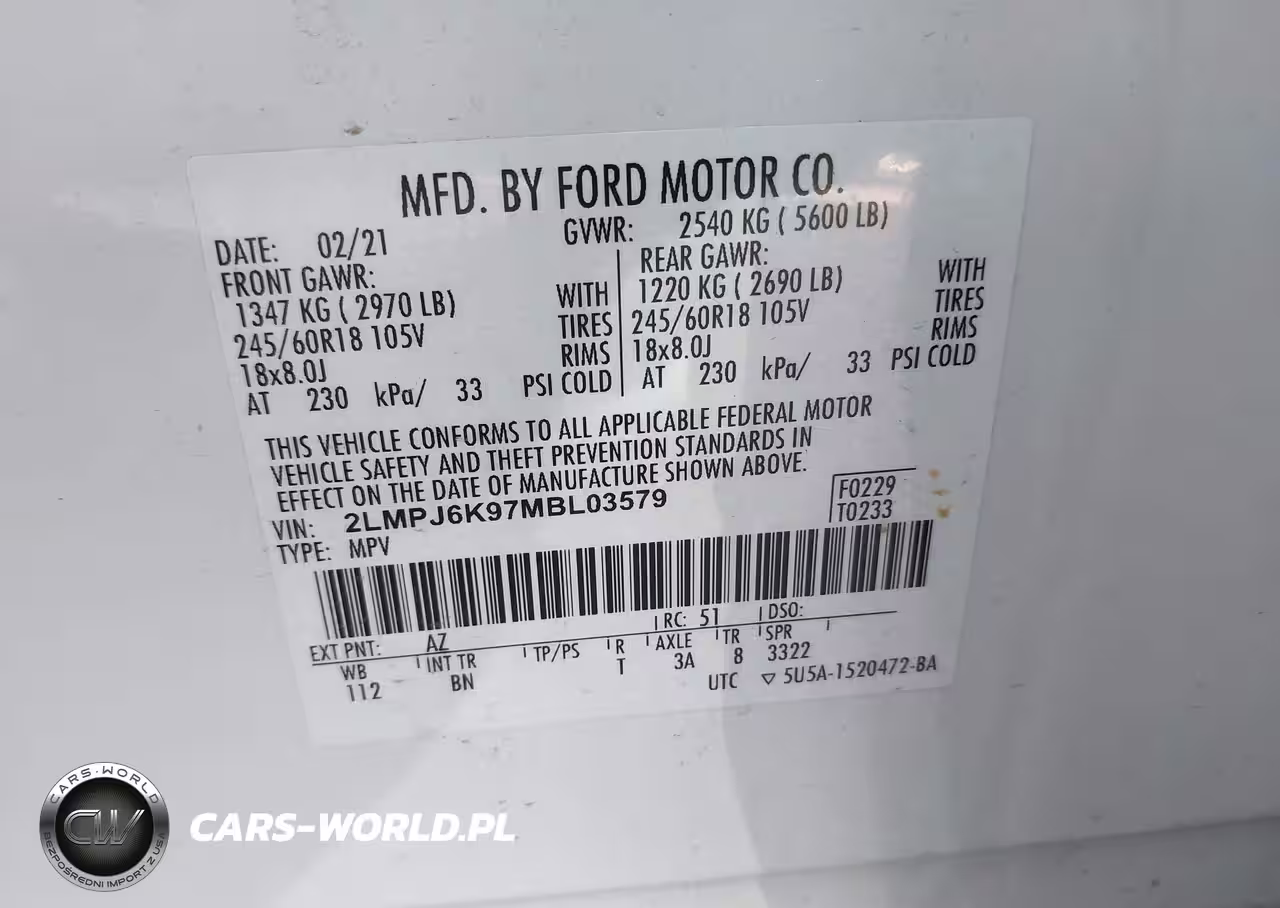 MFD. BY FORD MOTOR CO.
DATE: 02/21 GVWR: 2540 KG ( 5600 LB)
FRONT GAWR: REAR GAWR:
1347 KG ( 2970 LB) WITH 1220 KG ( 2690 LB) WITH
245/60R18 105V TIRES 245/60R18 105V TIRES
18x8.0J RIMS 18x8.0J RIMS
AT 230 kPa/ 33 PSI COLD AT 230 kPa/ 33 PSI COLD
THIS VEHICLE CONFORMS TO ALL APPLICABLE FEDERAL MOTOR
VEHICLE SAFETY AND THEFT PREVENTION STANDARDS IN
EFFECT ON THE DATE OF MANUFACTURE SHOWN ABOVE.
VIN: 2LMPJ6K97MBL03579 F0229
TYPE: MPV T0233
EXT PNT: AZ RC: 51 DSO:
WB INT TR TP/PS R AXLE TR SPR
112 BN T 3A 8 3322
UTC ▽ 5U5A-1520472-BA
CARS-WORLD
CW
BEZPOŚREDNI IMPORT Z USA
CARS-WORLD.PL